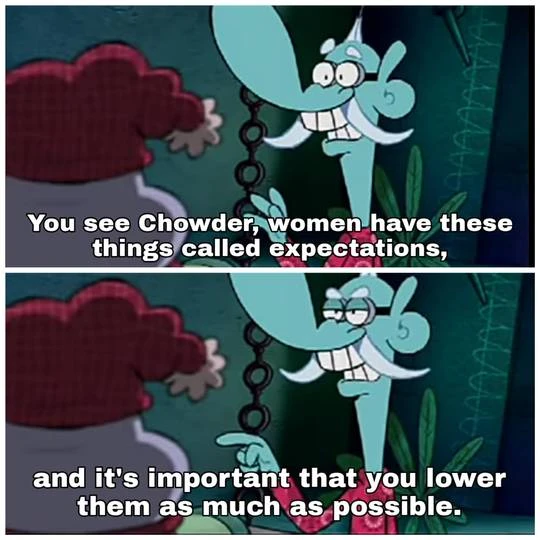 You see Chowder, women have these
things called expectations,
and it's important that you lower
them as much as possible.